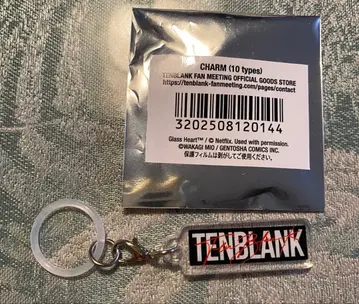 CHARM (10 types)
TENBLANK FAN MEETING OFFICIAL GOODS STORE
https://tenblank-fanmeeting.com/pages/contact
3202508120144
Glass Heart™ / © Netflix. Used with permission.
©WAKAGI MIO / GENTOSHA COMICS INC.
保護フィルムは剥がしてご使用ください。
TENBLANK